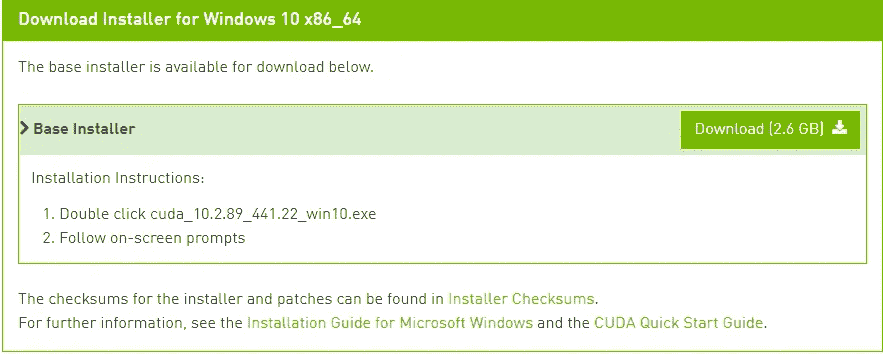 Download Installer for Windows 10 x86_64
The base installer is available for download below.
Base Installer
Download (2.6 GB)
Installation Instructions:
1. Double click cuda_10.2.89_441.22_win10.exe
2. Follow on-screen prompts
The checksums for the installer and patches can be found in Installer Checksums.
For further information, see the Installation Guide for Microsoft Windows and the CUDA Quick Start Guide.